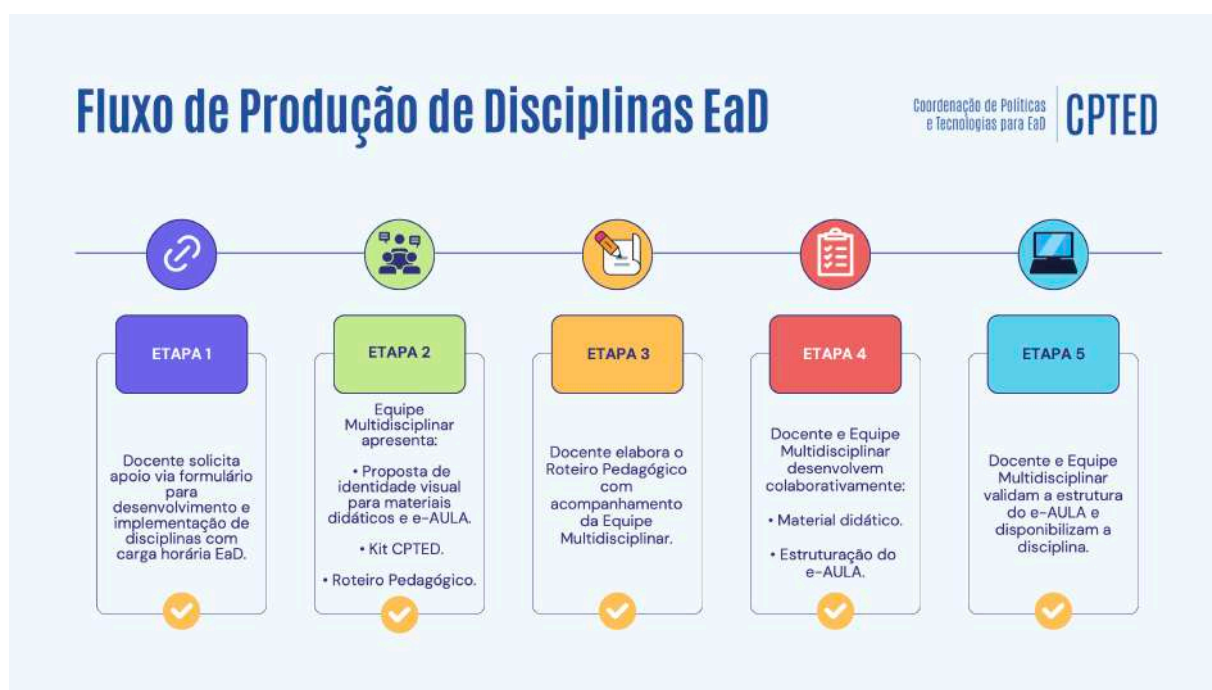 Fluxo de Produção de Disciplinas EaD
Coordenação de Políticas
e Tecnologias para EaD
CPTED
ETAPA 1
Docente solicita
apoio via formulário
para
desenvolvimento e
implementação de
disciplinas com
carga horária EaD.
ETAPA 2
Equipe
Multidisciplinar
apresenta:
• Proposta de
identidade visual
para materiais
didáticos e e-AULA.
• Kit CPTED.
• Roteiro Pedagógico.
ETAPA 3
Docente elabora o
Roteiro Pedagógico
com
acompanhamento
da Equipe
Multidisciplinar.
ETAPA 4
Docente e Equipe
Multidisciplinar
desenvolvem
colaborativamente:
• Material didático.
• Estruturação do
e-AULA.
ETAPA 5
Docente e Equipe
Multidisciplinar
validam a estrutura
do e-AULA e
disponibilizam a
disciplina.